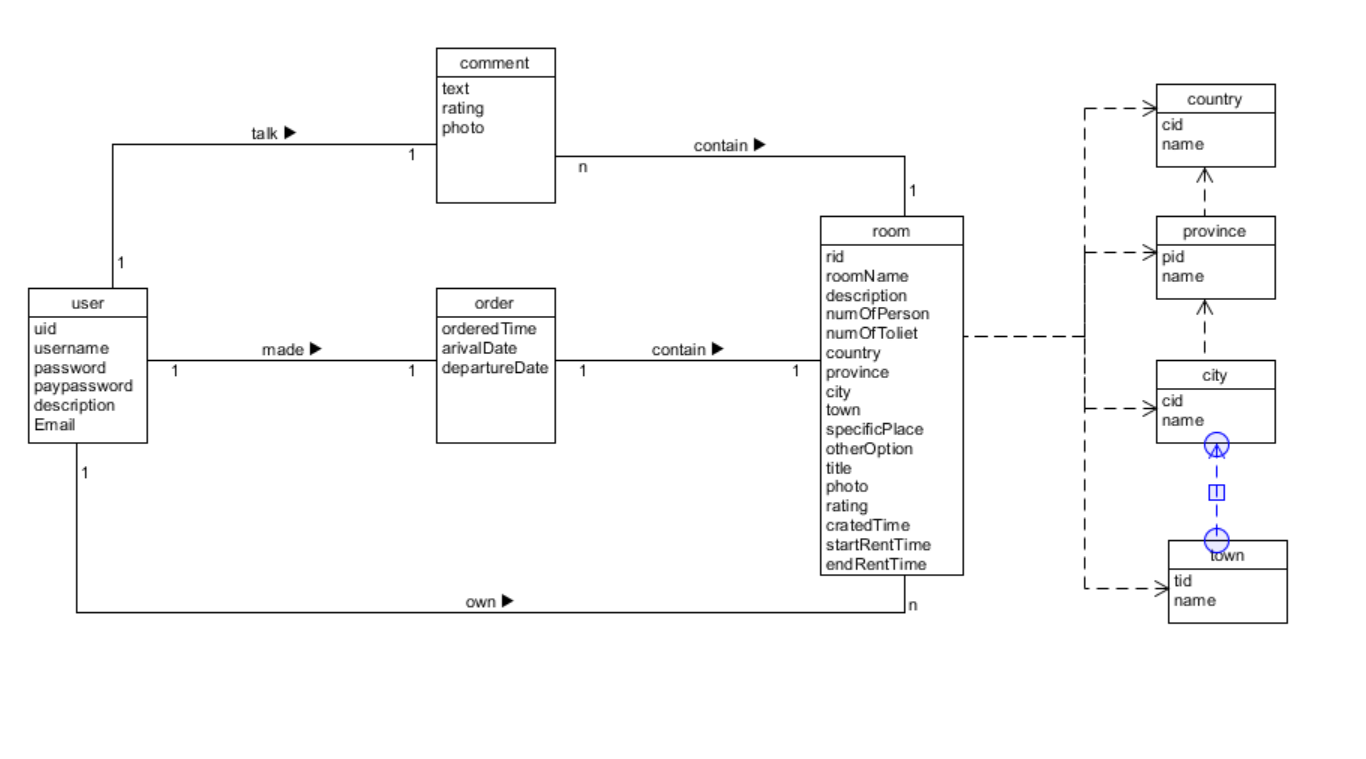 comment
text
rating
photo
talk ▶
1
1
contain ▶
n
1
user
uid
username
password
paypassword
description
Email
made ▶
1
1
order
orderedTime
arivalDate
departureDate
contain ▶
1
1
room
rid
roomName
description
numOfPerson
numOfToliet
country
province
city
town
specificPlace
otherOption
title
photo
rating
cratedTime
startRentTime
endRentTime
1
own ▶
n
country
cid
name
province
pid
name
city
cid
name
town
tid
name